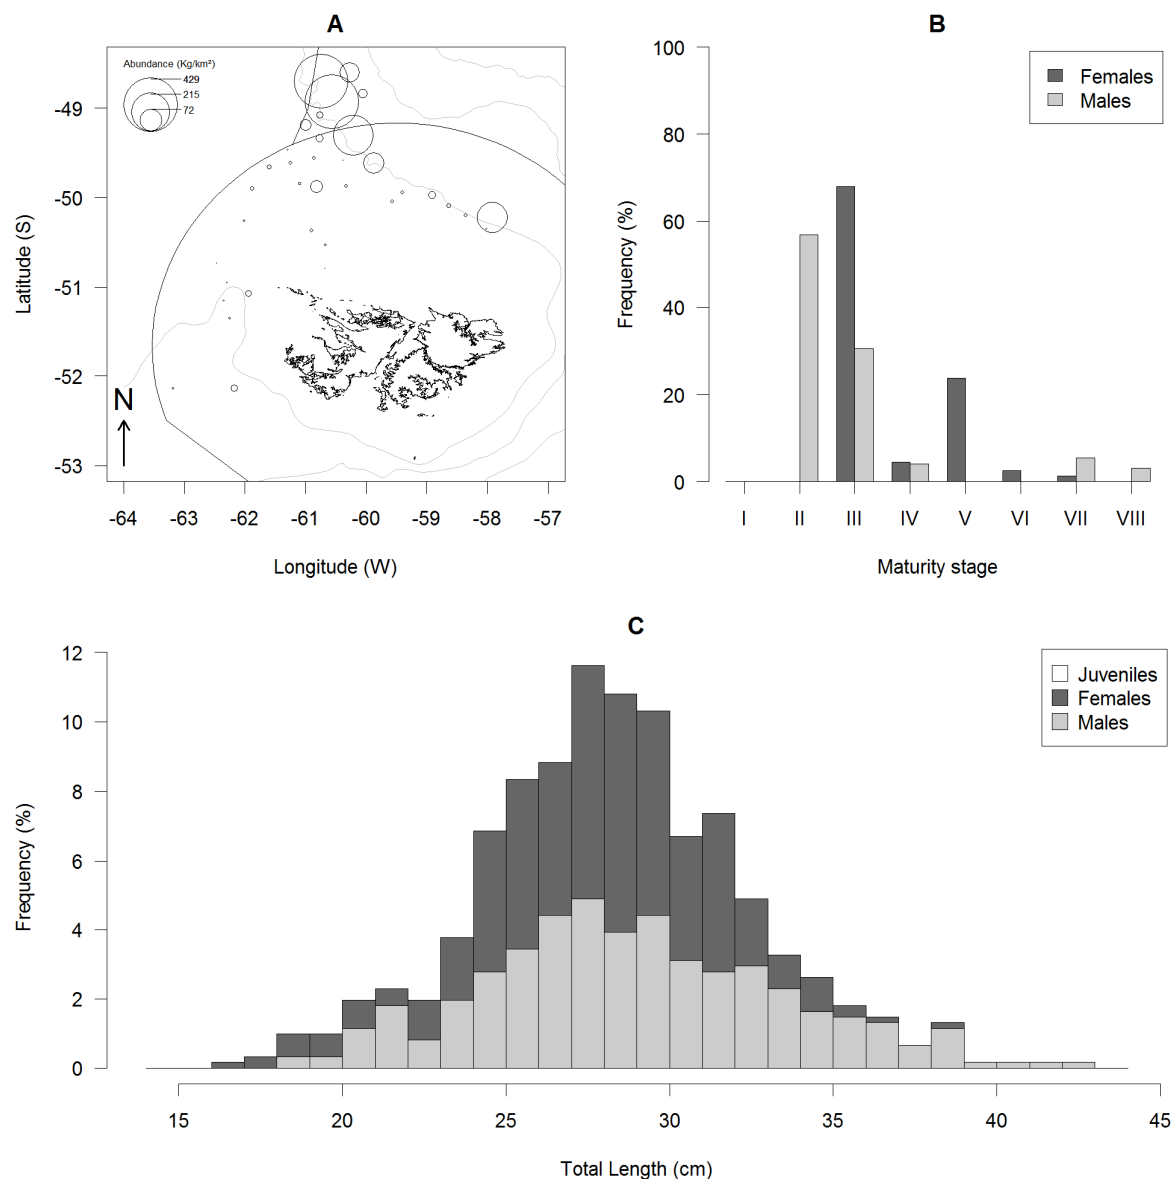 A
Abundance (Kg/km²)
429
215
72
-49
-50
-51
-52
-53
Latitude (S)
N
-64 -63 -62 -61 -60 -59 -58 -57
Longitude (W)
B
Females
Males
100
80
60
40
20
0
Frequency (%)
I II III IV V VI VII VIII
Maturity stage
C
Juveniles
Females
Males
12
10
8
6
4
2
0
Frequency (%)
15 20 25 30 35 40 45
Total Length (cm)